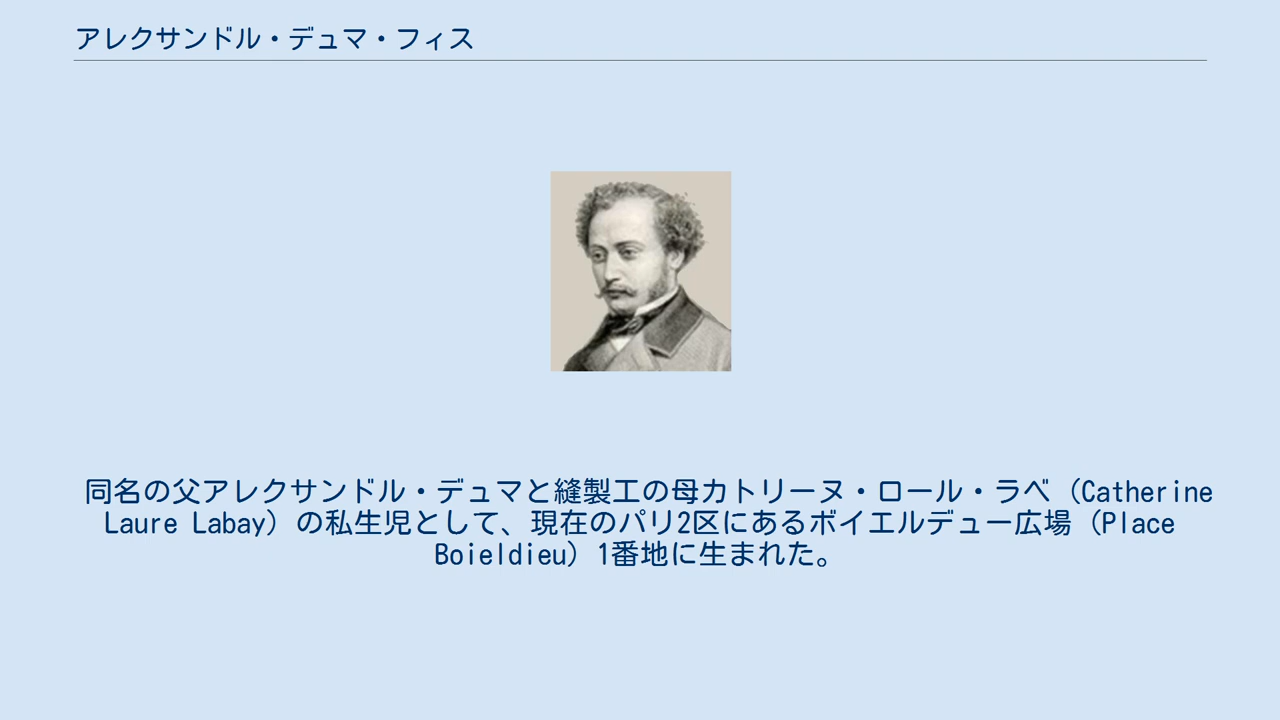 アレクサンドル・デュマ・フィス
同名の父アレクサンドル・デュマと縫製工の母カトリーヌ・ロール・ラベ（Catherine
Laure Labay）の私生児として、現在のパリ2区にあるボイエルデュー広場（Place
Boieldieu）1番地に生まれた。